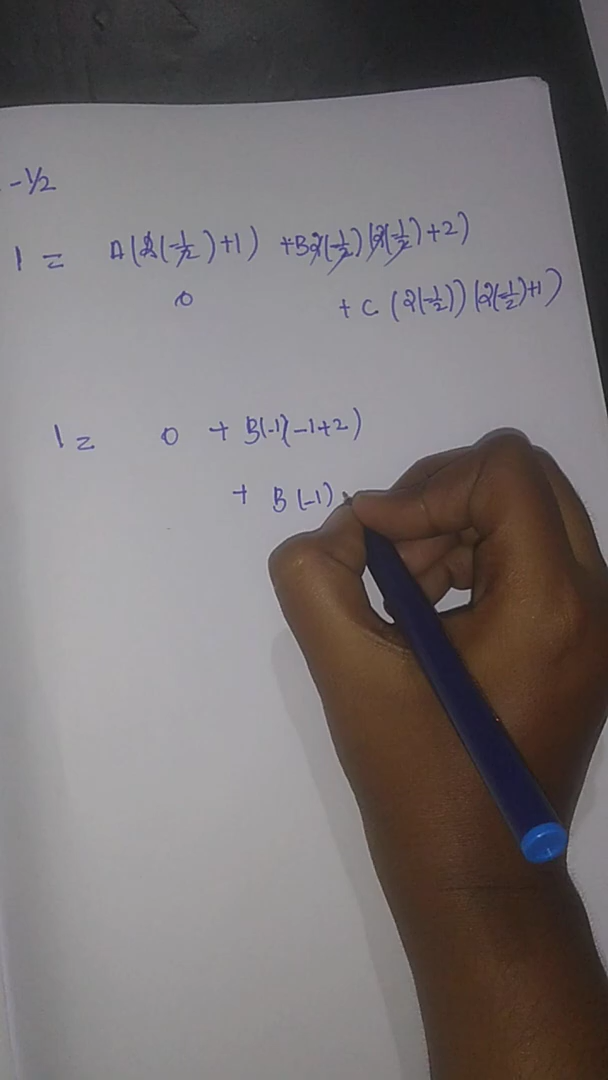 -1/2
1 = A(2(-1/2)+1) +B2(-1/2)(2(-1/2)+2)
0 + C (2(-1/2))(2(-1/2)+1)
1 = 0 + B(-1)(-1+2)
+ B(-1)